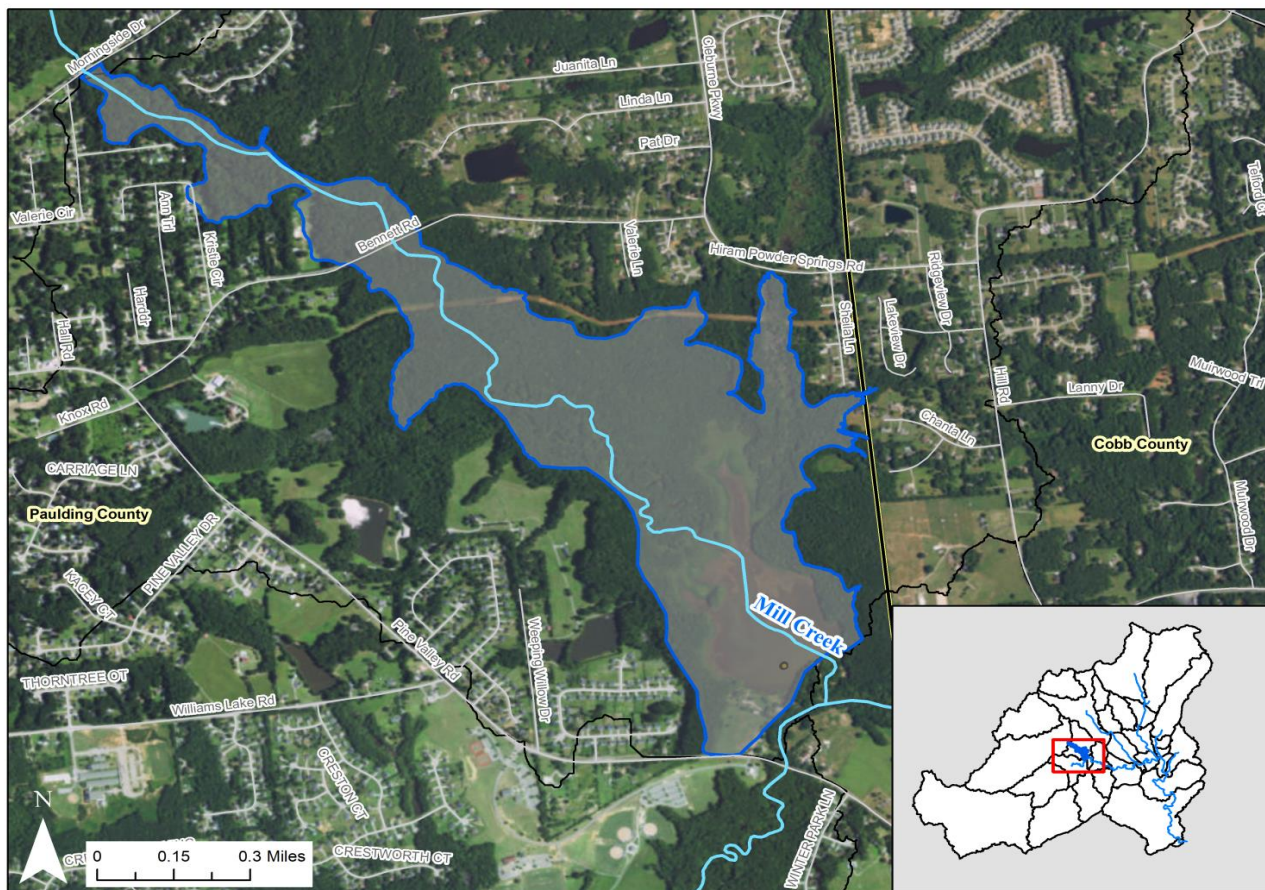 Morningside Dr
Juanita Ln
Cleburne Pkwy
Linda Ln
Pat Dr
Telford C
Valerie Cir
Ann Trl
Kristie Cir
Bennett Rd
Valerie Ln
Hiram Powder Springs Rd
Ridgeview Dr
Sheila Ln
Lakeview Dr
Hall Rd
Hill Rd
Muirwood Trl
Knox Rd
Lanny Dr
Chanta Ln
Cobb County
CARRIAGE LN
Paulding County
PINE VALLEY DR
Muirwood Dr
KACEY CT
Mill Creek
Pine Valley Rd
Weeping Willow Dr
THORNTREE CT
Williams Lake Rd
CRESTON CT
N
0 0.15 0.3 Miles
CRESTWORTH CT
WINTER PARK LN